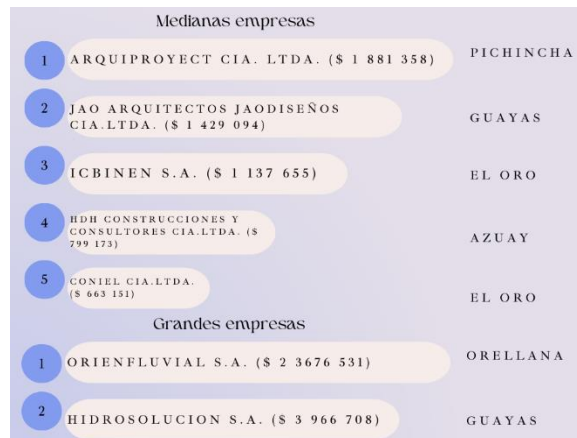 Medianas empresas
1 ARQUIPROYECT CIA. LTDA. ($ 1 881 358) PICHINCHA
2 JAO ARQUITECTOS JAODISEÑOS
CIA.LTDA. ($ 1 429 094) GUAYAS
3 ICBINEN S.A. ($ 1 137 655) EL ORO
4 HDH CONSTRUCCIONES Y
CONSULTORES CIA.LTDA. ($
799 173) AZUAY
5 CONIEL CIA.LTDA.
($ 663 151) EL ORO
Grandes empresas
1 ORIENFLUVIAL S.A. ($ 2 3676 531) ORELLANA
2 HIDROSOLUCION S.A. ($ 3 966 708) GUAYAS